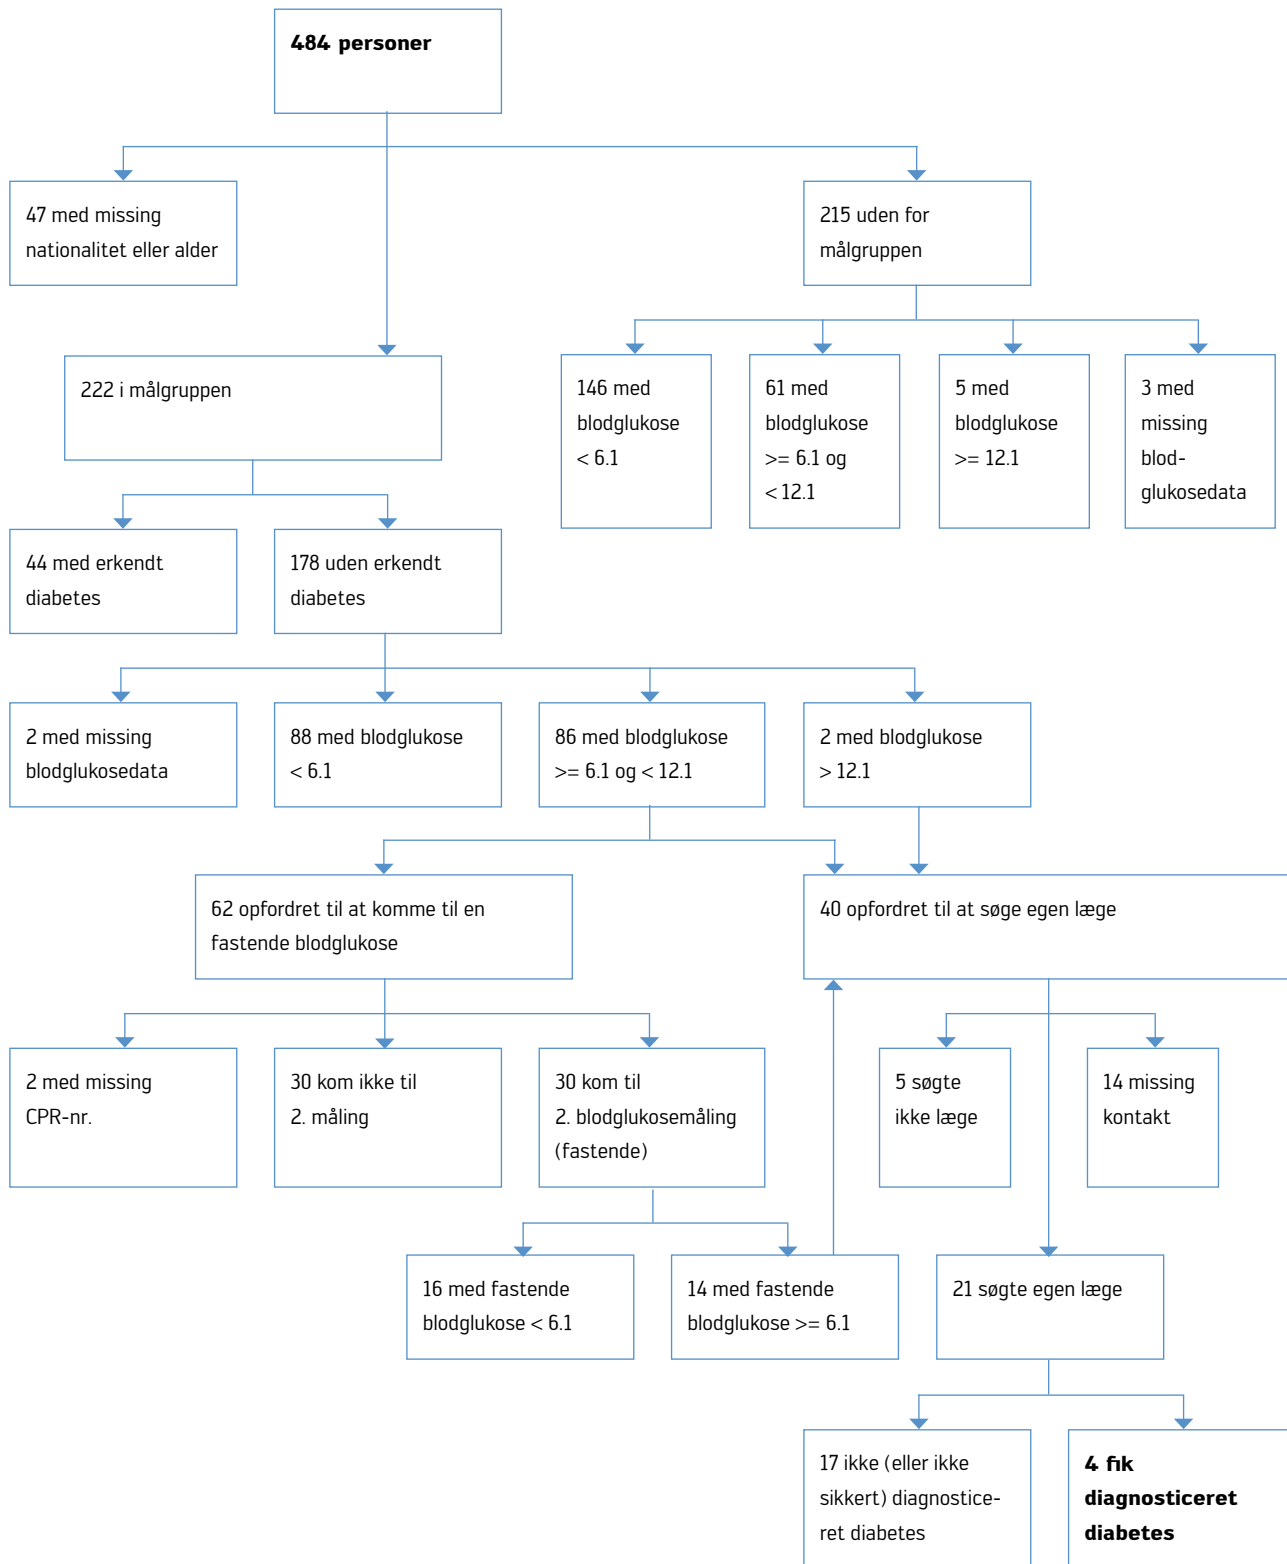 484 personer
47 med missing
nationalitet eller alder
215 uden for
målgruppen
222 i målgruppen
146 med
blodglukose
< 6.1
61 med
blodglukose
>= 6.1 og
< 12.1
5 med
blodglukose
>= 12.1
3 med
missing
blod-
glukosedata
44 med erkendt
diabetes
178 uden erkendt
diabetes
2 med missing
blodglukosedata
88 med blodglukose
< 6.1
86 med blodglukose
>= 6.1 og < 12.1
2 med blodglukose
> 12.1
62 opfordret til at komme til en
fastende blodglukose
40 opfordret til at søge egen læge
2 med missing
CPR-nr.
30 kom ikke til
2. måling
30 kom til
2. blodglukosemåling
(fastende)
5 søgte
ikke læge
14 missing
kontakt
16 med fastende
blodglukose < 6.1
14 med fastende
blodglukose >= 6.1
21 søgte egen læge
17 ikke (eller ikke
sikkert) diagnostice-
ret diabetes
4 fik
diagnosticeret
diabetes